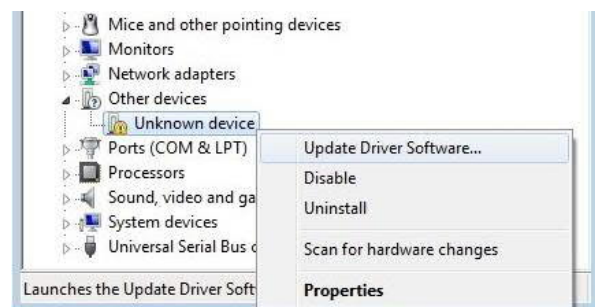 Mice and other pointing devices
Monitors
Network adapters
Other devices
Unknown device
Ports (COM & LPT)
Update Driver Software...
Processors
Disable
Sound, video and ga
Uninstall
System devices
Universal Serial Bus c
Scan for hardware changes
Launches the Update Driver Soft
Properties